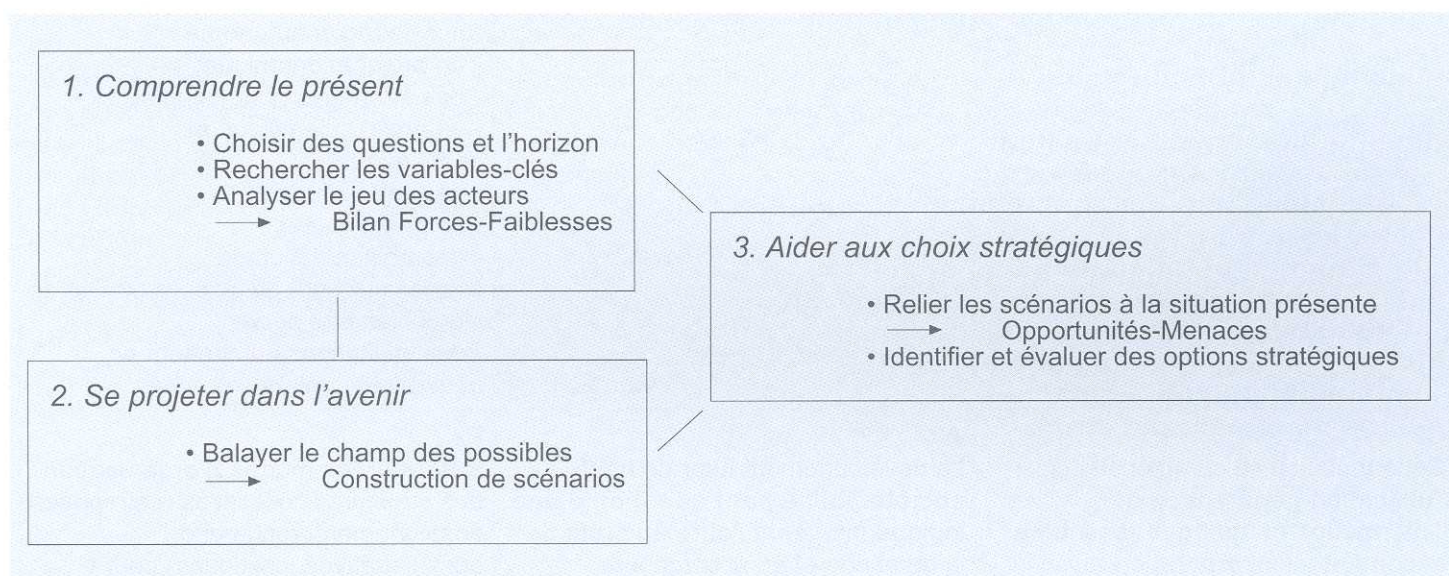 1. Comprendre le présent
• Choisir des questions et l'horizon
• Rechercher les variables-clés
• Analyser le jeu des acteurs
Bilan Forces-Faiblesses
2. Se projeter dans l'avenir
• Balayer le champ des possibles
Construction de scénarios
3. Aider aux choix stratégiques
• Relier les scénarios à la situation présente
Opportunités-Menaces
• Identifier et évaluer des options stratégiques